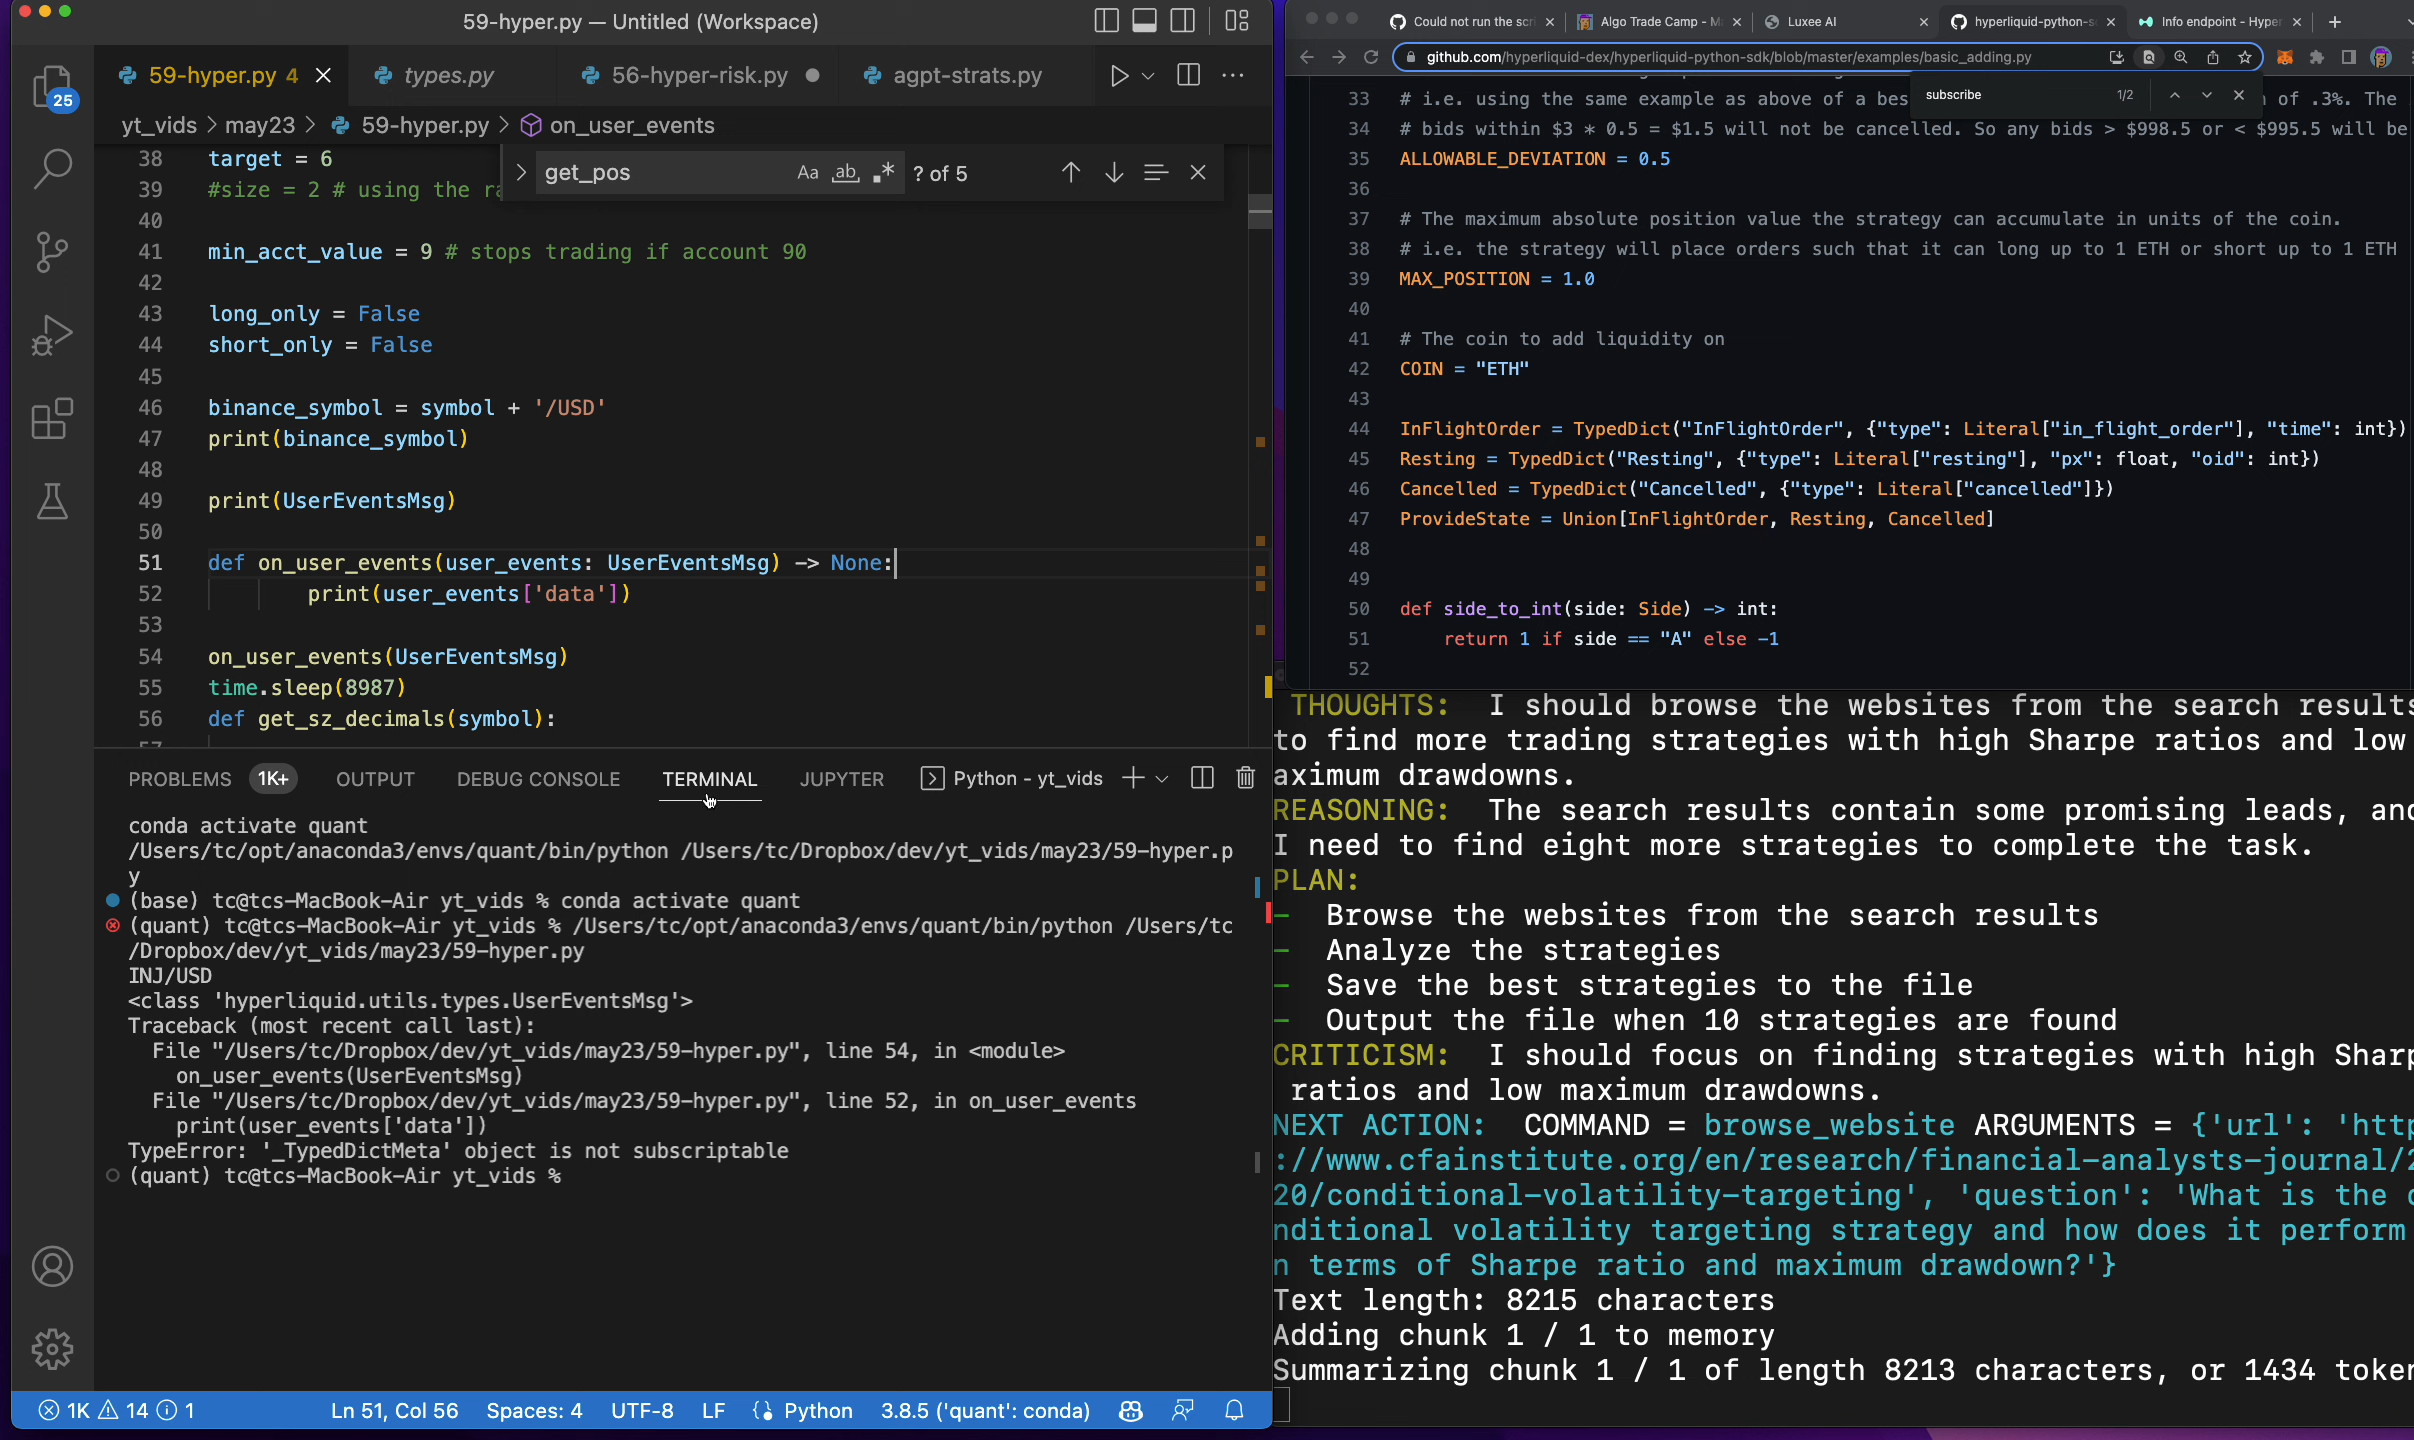 59-hyper.py — Untitled (Workspace)
59-hyper.py 4
types.py
56-hyper-risk.py
agpt-strats.py
25
yt_vids > may23 > 59-hyper.py > on_user_events
get_pos
Aa ab .* ? of 5
38 target = 6
39 #size = 2 # using the
40
41 min_acct_value = 9 # stops trading if account 90
42
43 long_only = False
44 short_only = False
45
46 binance_symbol = symbol + '/USD'
47 print(binance_symbol)
48
49 print(UserEventsMsg)
50
51 def on_user_events(user_events: UserEventsMsg) -> None:
52 print(user_events['data'])
53
54 on_user_events(UserEventsMsg)
55 time.sleep(8987)
56 def get_sz_decimals(symbol):
57
PROBLEMS 1K+ OUTPUT DEBUG CONSOLE TERMINAL JUPYTER Python - yt_vids
conda activate quant
/Users/tc/opt/anaconda3/envs/quant/bin/python /Users/tc/Dropbox/dev/yt_vids/may23/59-hyper.p
y
(base) tc@tcs-MacBook-Air yt_vids % conda activate quant
(quant) tc@tcs-MacBook-Air yt_vids % /Users/tc/opt/anaconda3/envs/quant/bin/python /Users/tc
/Dropbox/dev/yt_vids/may23/59-hyper.py
INJ/USD
<class 'hyperliquid.utils.types.UserEventsMsg'>
Traceback (most recent call last):
File "/Users/tc/Dropbox/dev/yt_vids/may23/59-hyper.py", line 54, in <module>
on_user_events(UserEventsMsg)
File "/Users/tc/Dropbox/dev/yt_vids/may23/59-hyper.py", line 52, in on_user_events
print(user_events['data'])
TypeError: '_TypedDictMeta' object is not subscriptable
(quant) tc@tcs-MacBook-Air yt_vids %
1K 14 1 Ln 51, Col 56 Spaces: 4 UTF-8 LF Python 3.8.5 ('quant': conda)
Could not run the scr
Algo Trade Camp - M
Luxee AI
hyperliquid-python-s
Info endpoint - Hyper
github.com/hyperliquid-dex/hyperliquid-python-sdk/blob/master/examples/basic_adding.py
subscribe 1/2
33 # i.e. using the same example as above of a bes of .3%. The
34 # bids within $3 * 0.5 = $1.5 will not be cancelled. So any bids > $998.5 or < $995.5 will be
35 ALLOWABLE_DEVIATION = 0.5
36
37 # The maximum absolute position value the strategy can accumulate in units of the coin.
38 # i.e. the strategy will place orders such that it can long up to 1 ETH or short up to 1 ETH
39 MAX_POSITION = 1.0
40
41 # The coin to add liquidity on
42 COIN = "ETH"
43
44 InFlightOrder = TypedDict("InFlightOrder", {"type": Literal["in_flight_order"], "time": int})
45 Resting = TypedDict("Resting", {"type": Literal["resting"], "px": float, "oid": int})
46 Cancelled = TypedDict("Cancelled", {"type": Literal["cancelled"]})
47 ProvideState = Union[InFlightOrder, Resting, Cancelled]
48
49
50 def side_to_int(side: Side) -> int:
51 return 1 if side == "A" else -1
52
THOUGHTS: I should browse the websites from the search results
to find more trading strategies with high Sharpe ratios and low
aximum drawdowns.
REASONING: The search results contain some promising leads, and
I need to find eight more strategies to complete the task.
PLAN:
- Browse the websites from the search results
- Analyze the strategies
- Save the best strategies to the file
- Output the file when 10 strategies are found
CRITICISM: I should focus on finding strategies with high Sharp
ratios and low maximum drawdowns.
NEXT ACTION: COMMAND = browse_website ARGUMENTS = {'url': 'http
://www.cfainstitute.org/en/research/financial-analysts-journal/2
20/conditional-volatility-targeting', 'question': 'What is the c
nditional volatility targeting strategy and how does it perform
n terms of Sharpe ratio and maximum drawdown?'}
Text length: 8215 characters
Adding chunk 1 / 1 to memory
Summarizing chunk 1 / 1 of length 8213 characters, or 1434 token